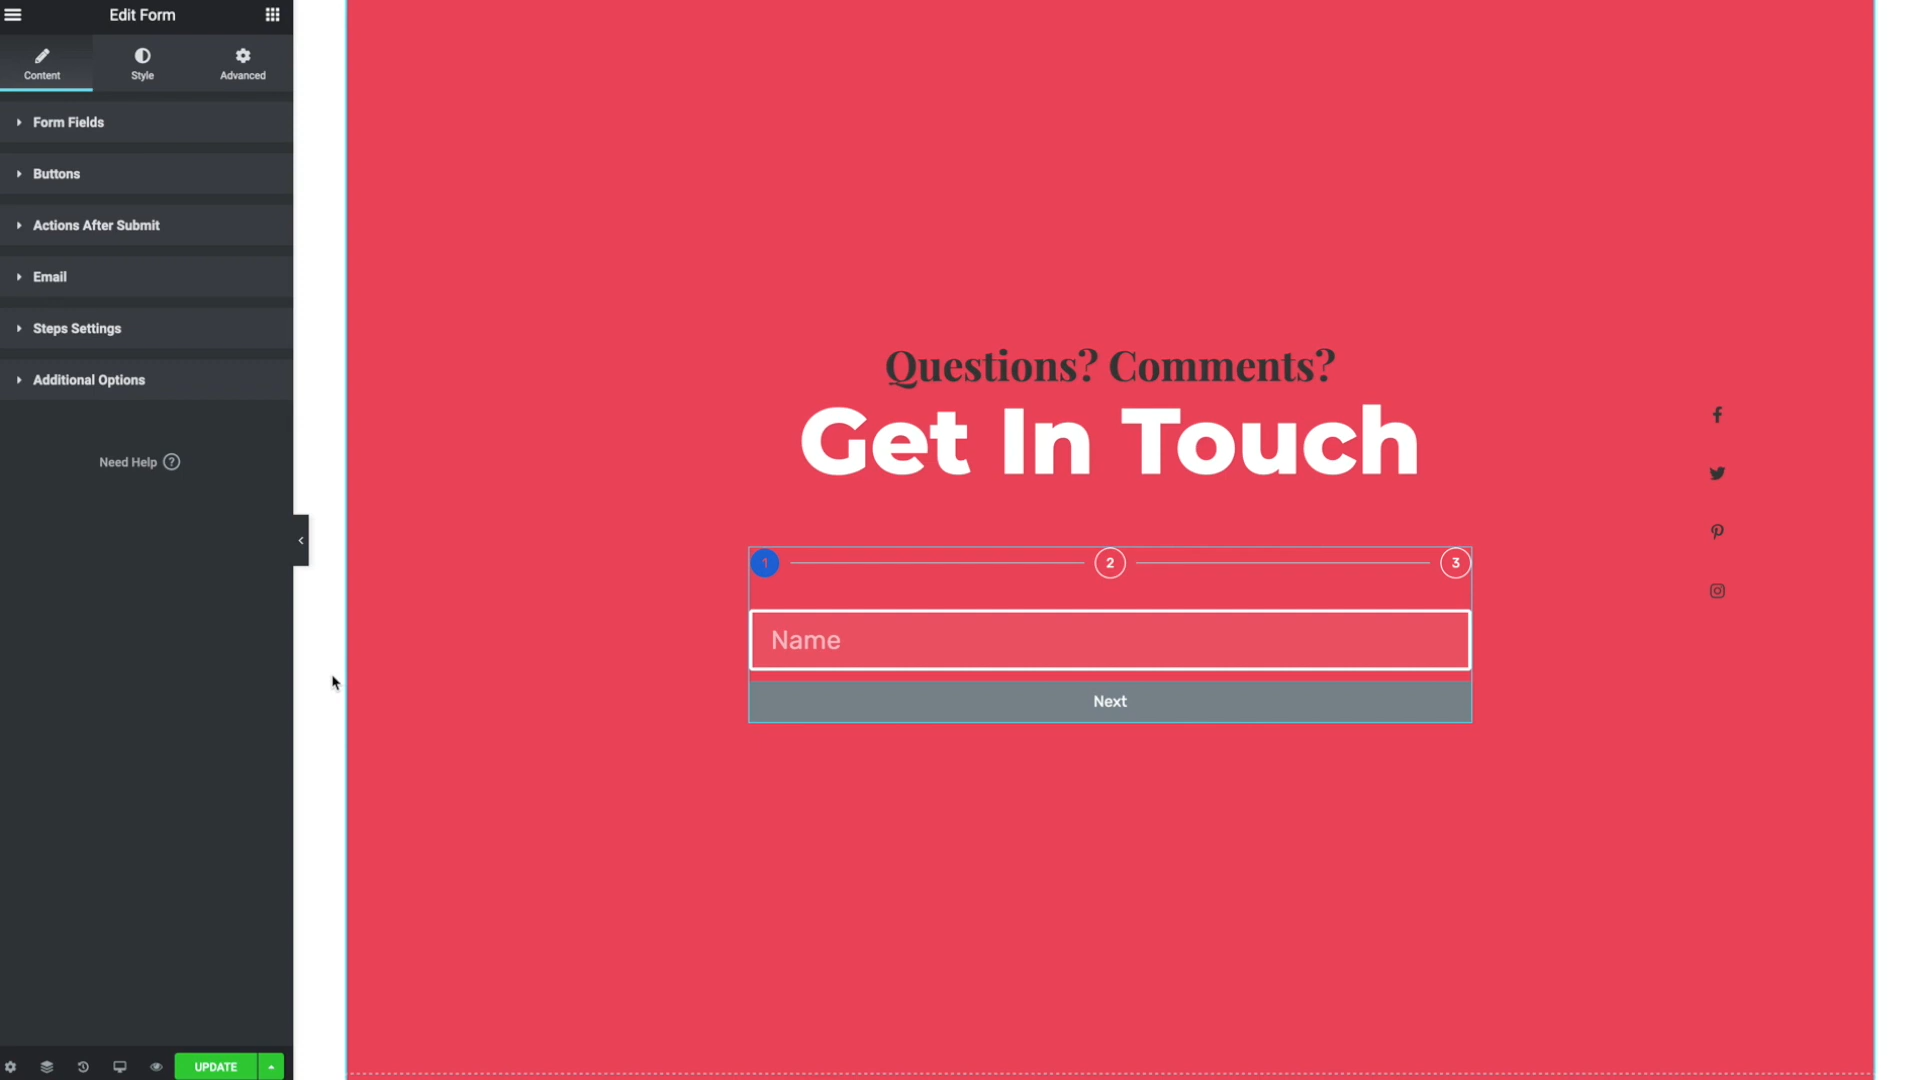 Edit Form
Content
Style
Advanced
Form Fields
Buttons
Actions After Submit
Email
Steps Settings
Additional Options
Need Help ?
UPDATE
Questions? Comments?
Get In Touch
1
2
3
Name
Next